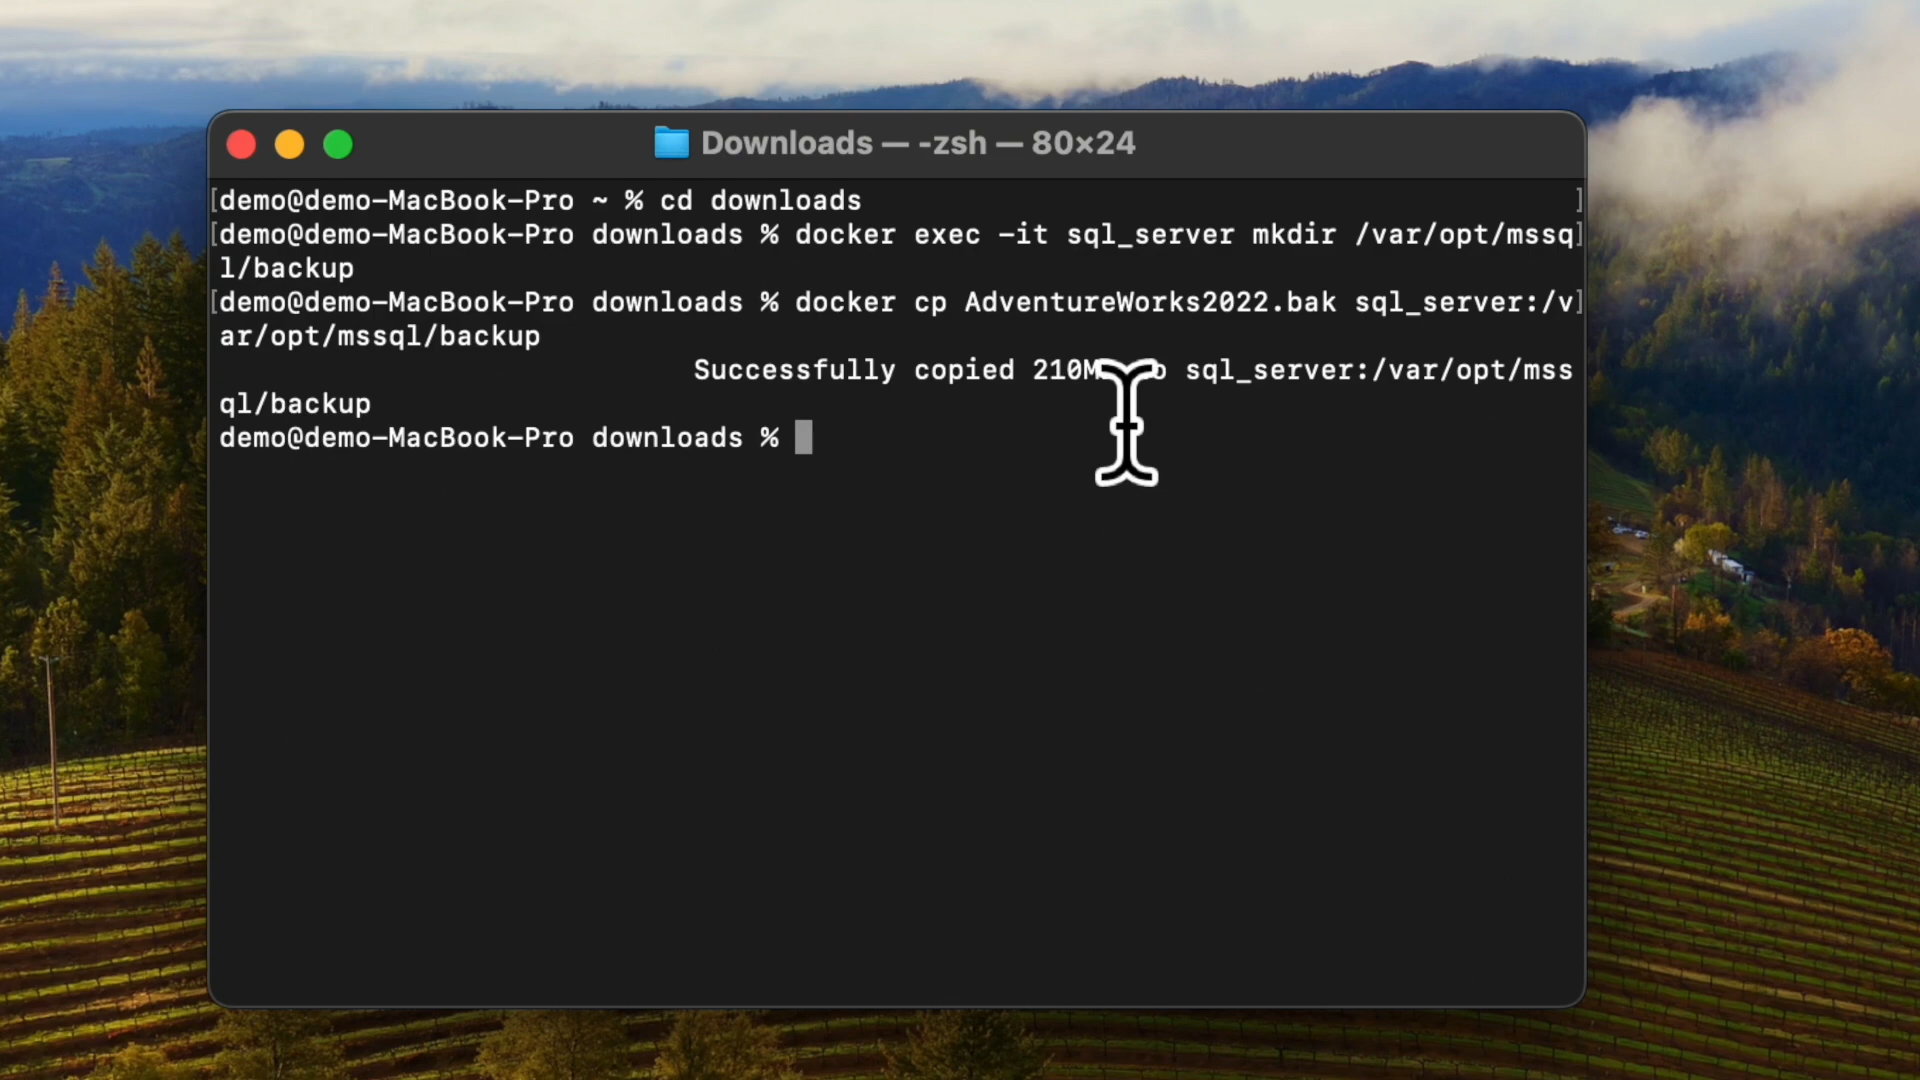 Downloads — -zsh — 80×24
[demo@demo-MacBook-Pro ~ % cd downloads ]
[demo@demo-MacBook-Pro downloads % docker exec -it sql_server mkdir /var/opt/mssq]
l/backup
[demo@demo-MacBook-Pro downloads % docker cp AdventureWorks2022.bak sql_server:/v]
ar/opt/mssql/backup
Successfully copied sql_server:/var/opt/mss
ql/backup
demo@demo-MacBook-Pro downloads %